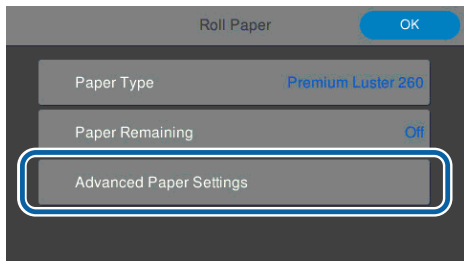 Roll Paper OK
Paper Type Premium Luster 260
Paper Remaining Off
Advanced Paper Settings